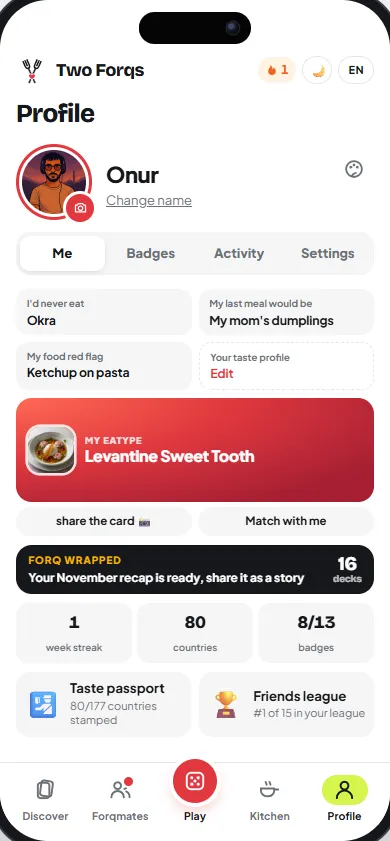 Two Forqs
1
EN
Profile
Onur
Change name
Me
Badges
Activity
Settings
I'd never eat
Okra
My last meal would be
My mom's dumplings
My food red flag
Ketchup on pasta
Your taste profile
Edit
MY EATYPE
Levantine Sweet Tooth
share the card
Match with me
FORQ WRAPPED
Your November recap is ready, share it as a story
16
decks
1
week streak
80
countries
8/13
badges
Taste passport
80/177 countries
stamped
Friends league
#1 of 15 in your league
Discover
Forqmates
Play
Kitchen
Profile